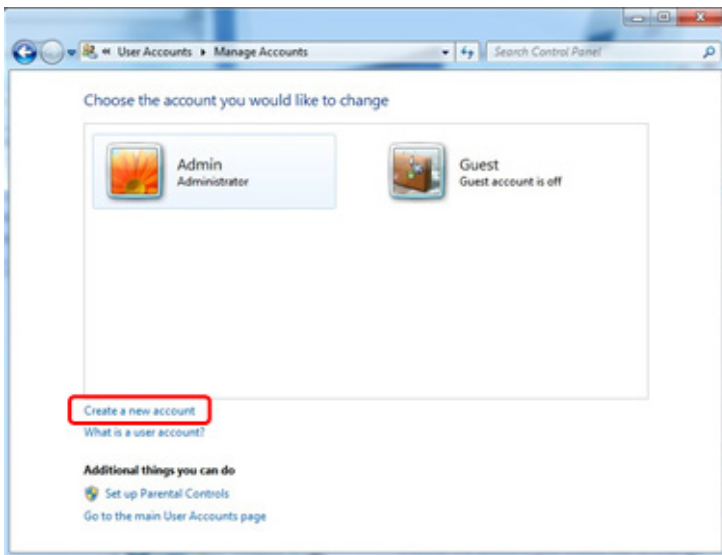 « User Accounts ▸ Manage Accounts
Search Control Panel
Choose the account you would like to change
Admin
Administrator
Guest
Guest account is off
Create a new account
What is a user account?
Additional things you can do
Set up Parental Controls
Go to the main User Accounts page